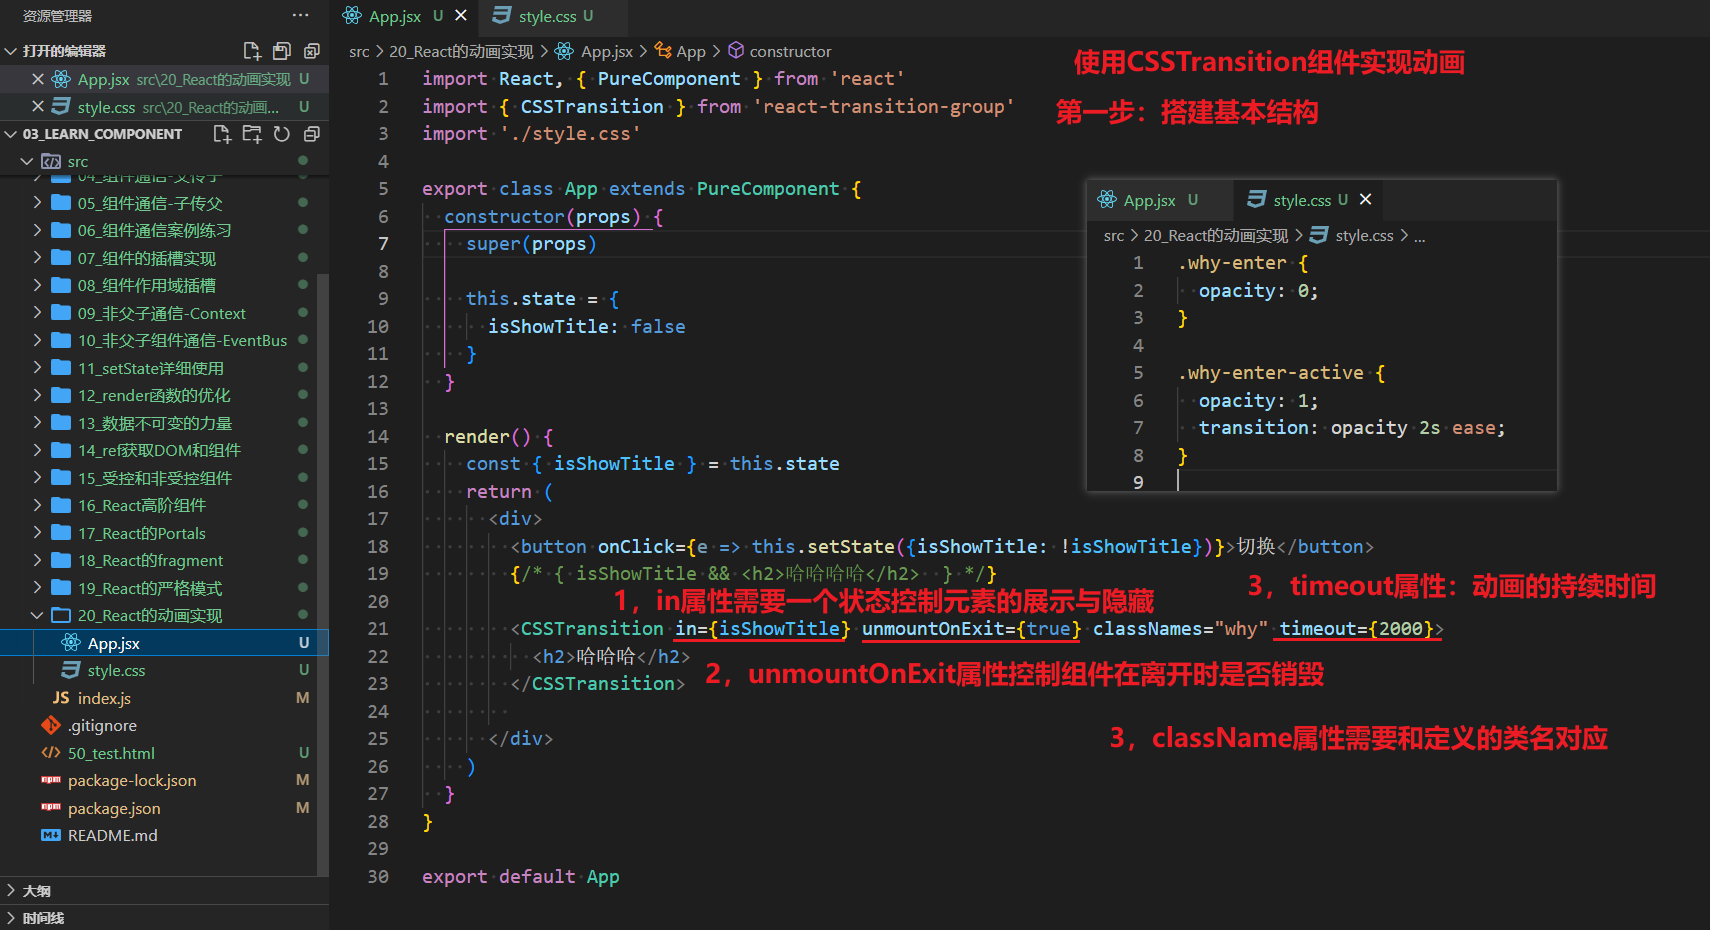 资源管理器
打开的编辑器
App.jsx src\20_React的动画实现 U
style.css src\20_React的动画... U
03_LEARN_COMPONENT
src
04_组件通信-父传子
05_组件通信-子传父
06_组件通信案例练习
07_组件的插槽实现
08_组件作用域插槽
09_非父子通信-Context
10_非父子组件通信-EventBus
11_setState详细使用
12_render函数的优化
13_数据不可变的力量
14_ref获取DOM和组件
15_受控和非受控组件
16_React高阶组件
17_React的Portals
18_React的fragment
19_React的严格模式
20_React的动画实现
App.jsx U
style.css U
JS index.js M
.gitignore
50_test.html U
package-lock.json M
package.json M
README.md
大纲
时间线
App.jsx U
style.css U
src > 20_React的动画实现 > App.jsx > App > constructor
使用CSSTransition组件实现动画
第一步：搭建基本结构
1 import React, { PureComponent } from 'react'
2 import { CSSTransition } from 'react-transition-group'
3 import './style.css'
4
5 export class App extends PureComponent {
6 constructor(props) {
7 super(props)
8
9 this.state = {
10 isShowTitle: false
11 }
12 }
13
14 render() {
15 const { isShowTitle } = this.state
16 return (
17 <div>
18 <button onClick={e => this.setState({isShowTitle: !isShowTitle})}>切换</button>
19 {/* { isShowTitle && <h2>哈哈哈哈</h2> } */}
20
1，in属性需要一个状态控制元素的展示与隐藏
3，timeout属性：动画的持续时间
21 <CSSTransition in={isShowTitle} unmountOnExit={true} classNames="why" timeout={2000}>
22 <h2>哈哈哈</h2>
2，unmountOnExit属性控制组件在离开时是否销毁
23 </CSSTransition>
24
3，className属性需要和定义的类名对应
25 </div>
26 )
27 }
28 }
29
30 export default App
App.jsx U
style.css U
src > 20_React的动画实现 > style.css > ...
1 .why-enter {
2 opacity: 0;
3 }
4
5 .why-enter-active {
6 opacity: 1;
7 transition: opacity 2s ease;
8 }
9